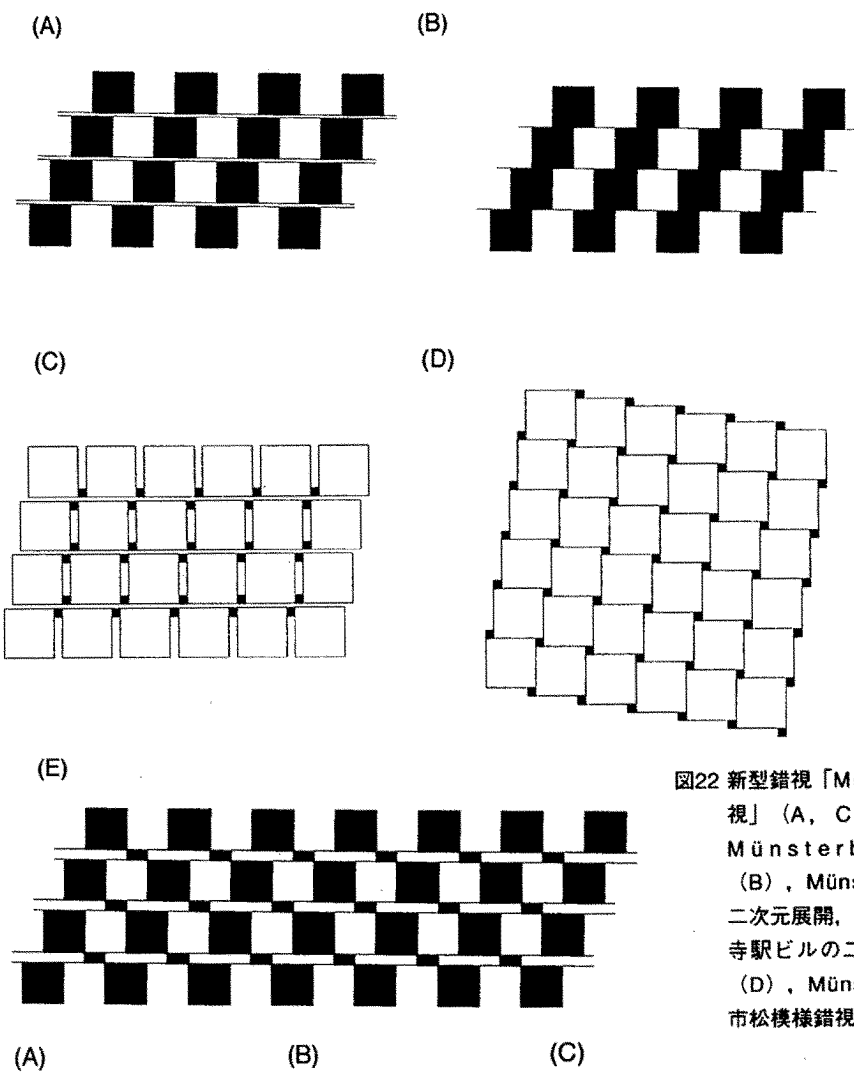 (A)
(B)
(C)
(D)
(E)
図22 新型錯視「M
視」（A，C
Münsterb
（B），Müns
二次元展開，
寺駅ビルの二
（D），Müns
市松模様錯視
(A)
(B)
(C)